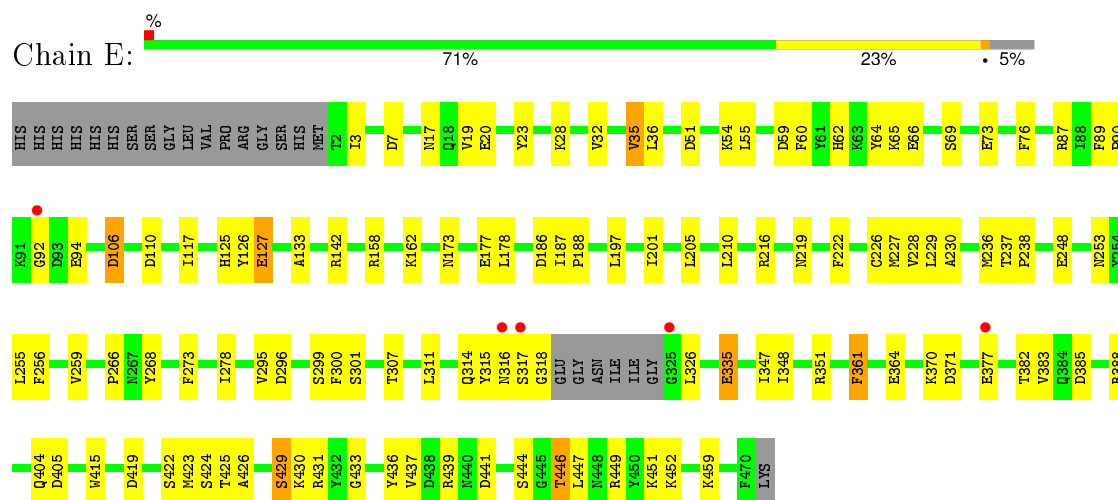 %
Chain E:
71% 23% • 5%
HIS HIS HIS HIS HIS HIS SER SER GLY LEU VAL PRO ARG GLY SER HIS MET T2 I3 D7 N17 Q18 V19 E20 Y23 K28 V32 V35 L36 D51 K54 L55 D59 F60 Y61 H62 K63 Y64 K65 E66 S69 E73 F76 R87 I88 F89
K91 G92 D93 E94 D106 D110 I117 H125 Y126 E127 A133 R142 R158 K162 N173 E177 L178 D186 I187 P188 L197 I201 L205 L210 R216 N219 F222 C226 M227 V228 L229 A230 M236 T237 P238 E248 N253
L255 F256 V259 P266 N267 Y268 F273 I278 V295 D296 S299 F300 S301 T307 L311 Q314 Y315 N316 S317 G318 GLU GLY ASN ILE ILE GLY G325 L326 E335 I347 I348 R351 F361 E364 K370 D371 E377 T382 V383 Q384 D385
Q404 D405 W415 D419 S422 M423 S424 T425 A426 S429 K430 R431 Y432 G433 Y436 V437 D438 R439 N440 D441 S444 G445 T446 L447 N448 R449 Y450 K451 K452 K459 F470 LYS